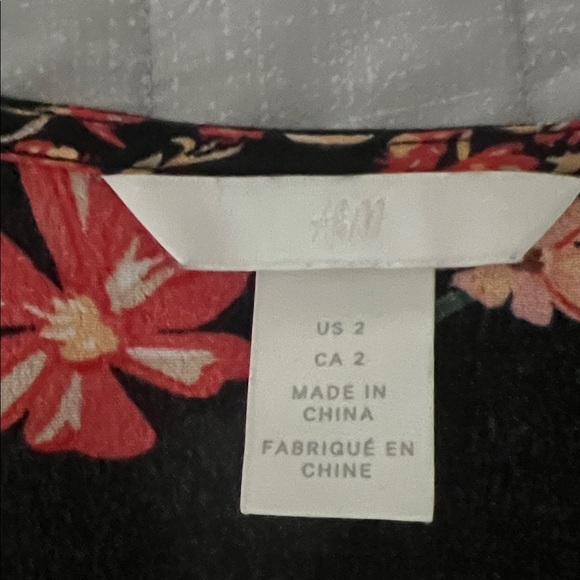 H&M
US 2
CA 2
MADE IN
CHINA
FABRIQUÉ EN
CHINE